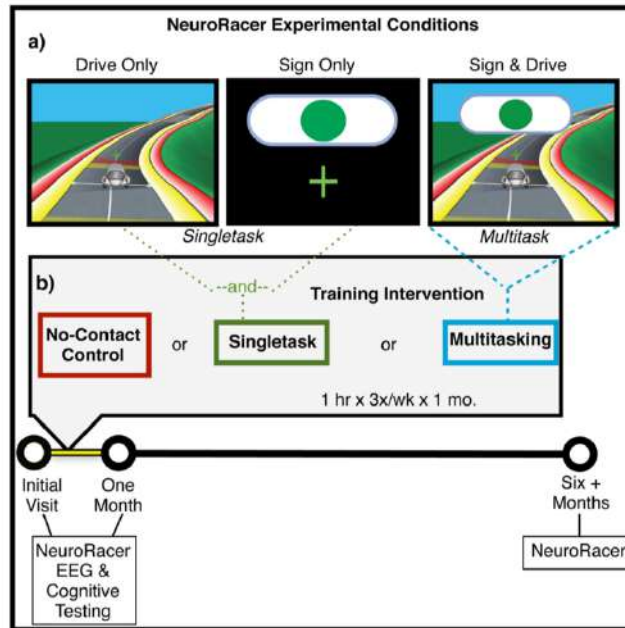 NeuroRacer Experimental Conditions
a)
Drive Only
Sign Only
Sign & Drive
Singletask
Multitask
--and--
b)
Training Intervention
No-Contact
Control
or
Singletask
or
Multitasking
1 hr x 3x/wk x 1 mo.
Initial
Visit
One
Month
Six +
Months
NeuroRacer
EEG &
Cognitive
Testing
NeuroRacer